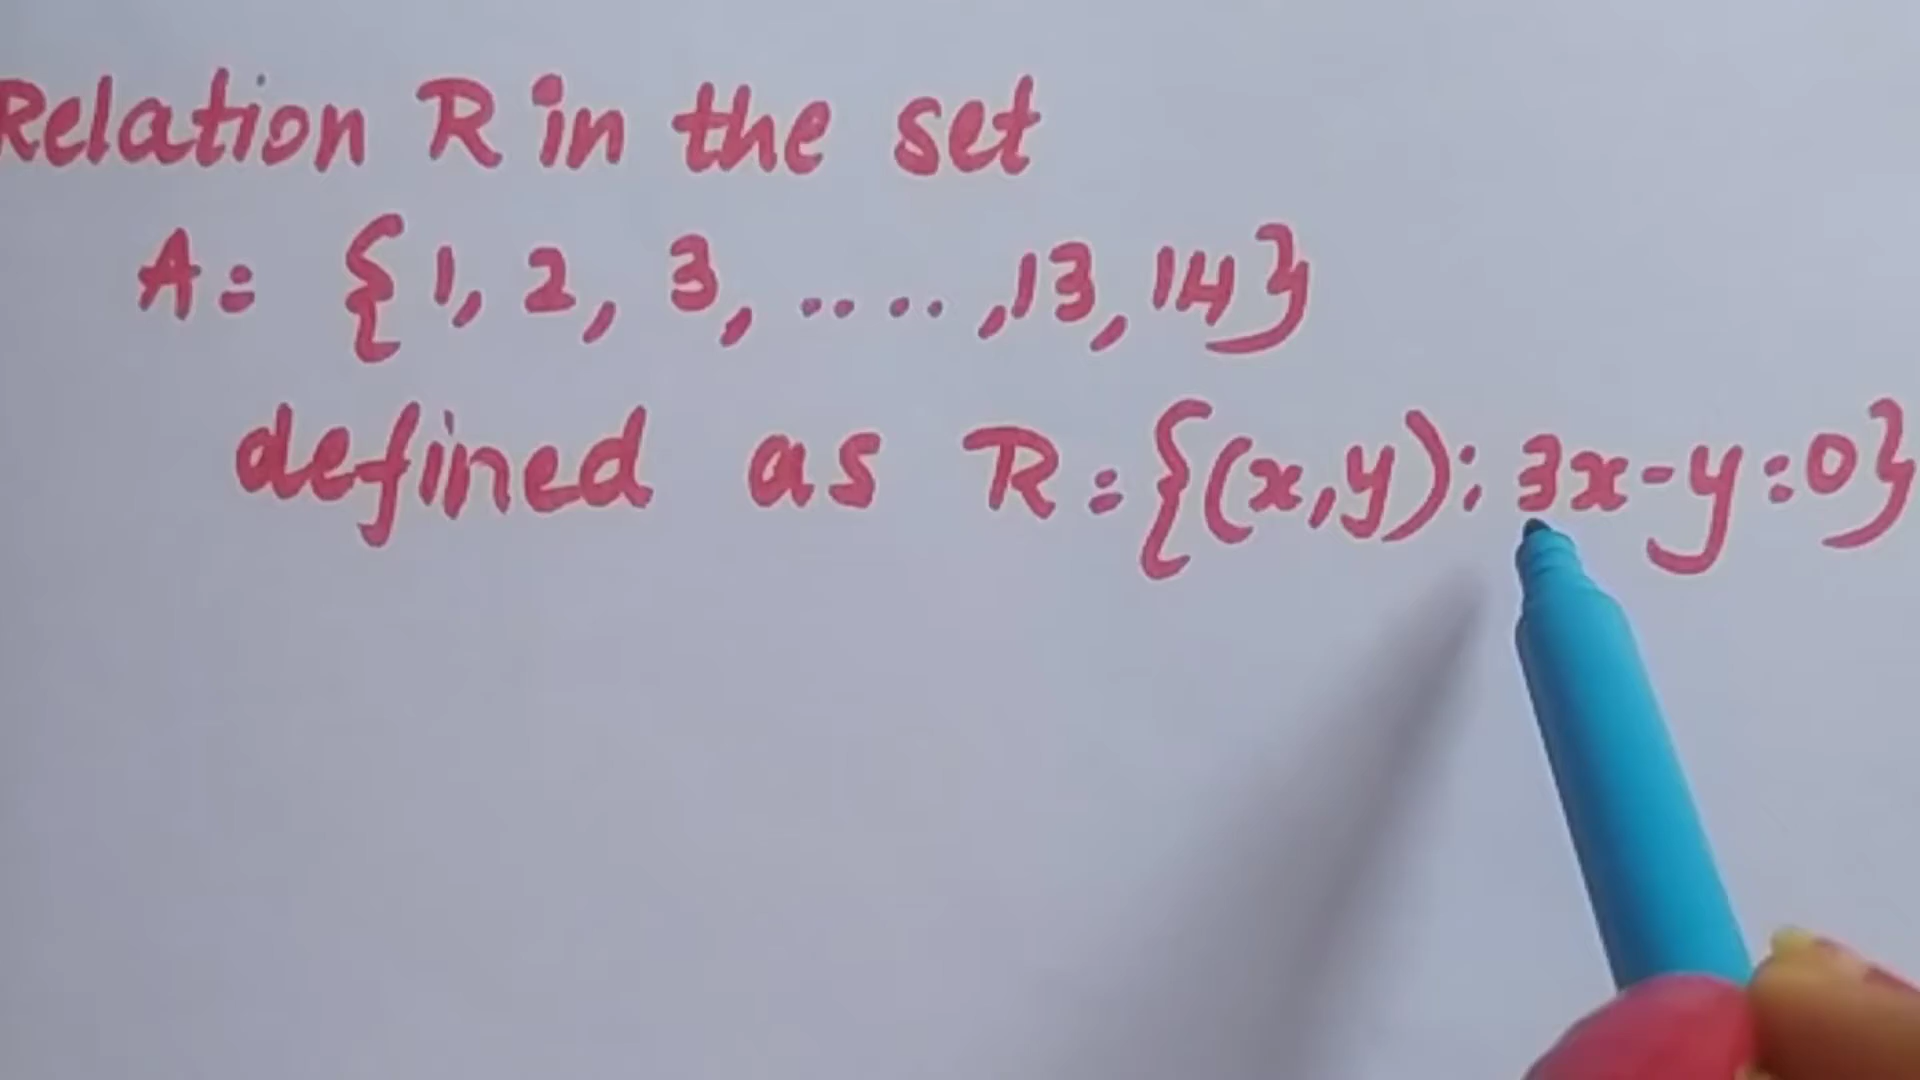 Relation R in the set
A = {1, 2, 3, ...., 13, 14}
defined as R = {(x,y): 3x-y=0}